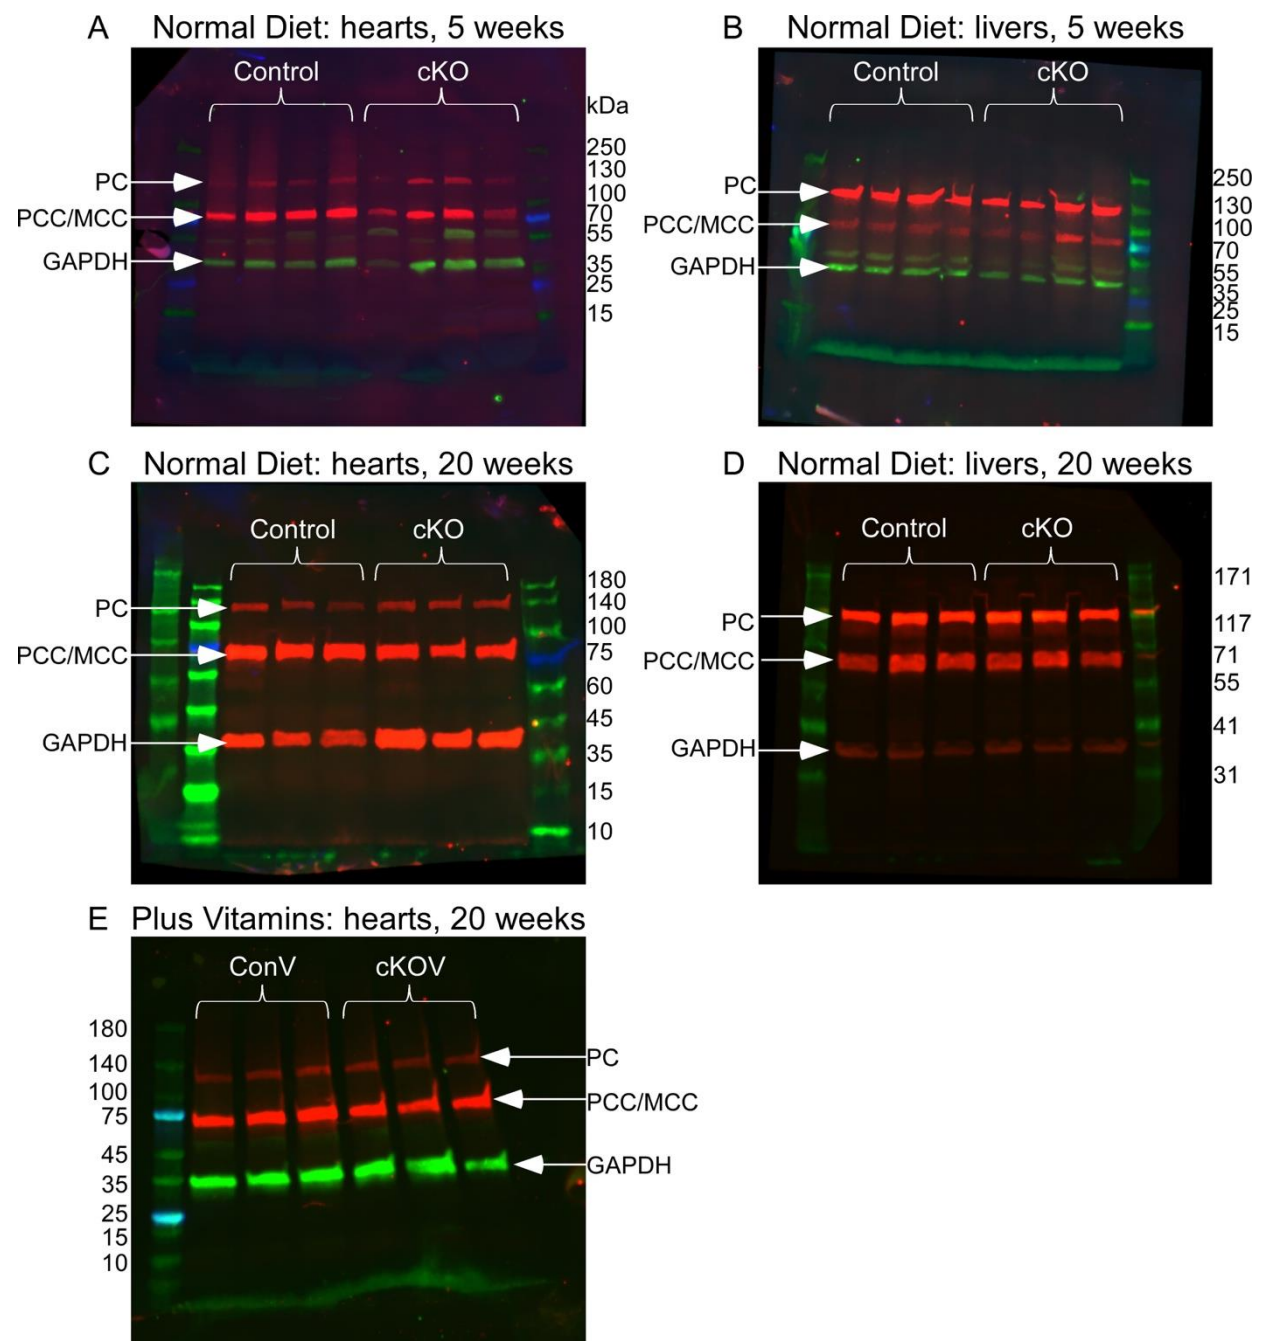 A Normal Diet: hearts, 5 weeks
Control
cKO
kDa
250
130
100
70
55
35
25
15
PC
PCC/MCC
GAPDH
B Normal Diet: livers, 5 weeks
Control
cKO
PC
PCC/MCC
GAPDH
250
130
100
70
55
35
25
15
C Normal Diet: hearts, 20 weeks
Control
cKO
PC
PCC/MCC
GAPDH
180
140
100
75
60
45
35
15
10
D Normal Diet: livers, 20 weeks
Control
cKO
PC
PCC/MCC
GAPDH
171
117
71
55
41
31
E Plus Vitamins: hearts, 20 weeks
ConV
cKOV
180
140
100
75
45
35
25
15
10
PC
PCC/MCC
GAPDH